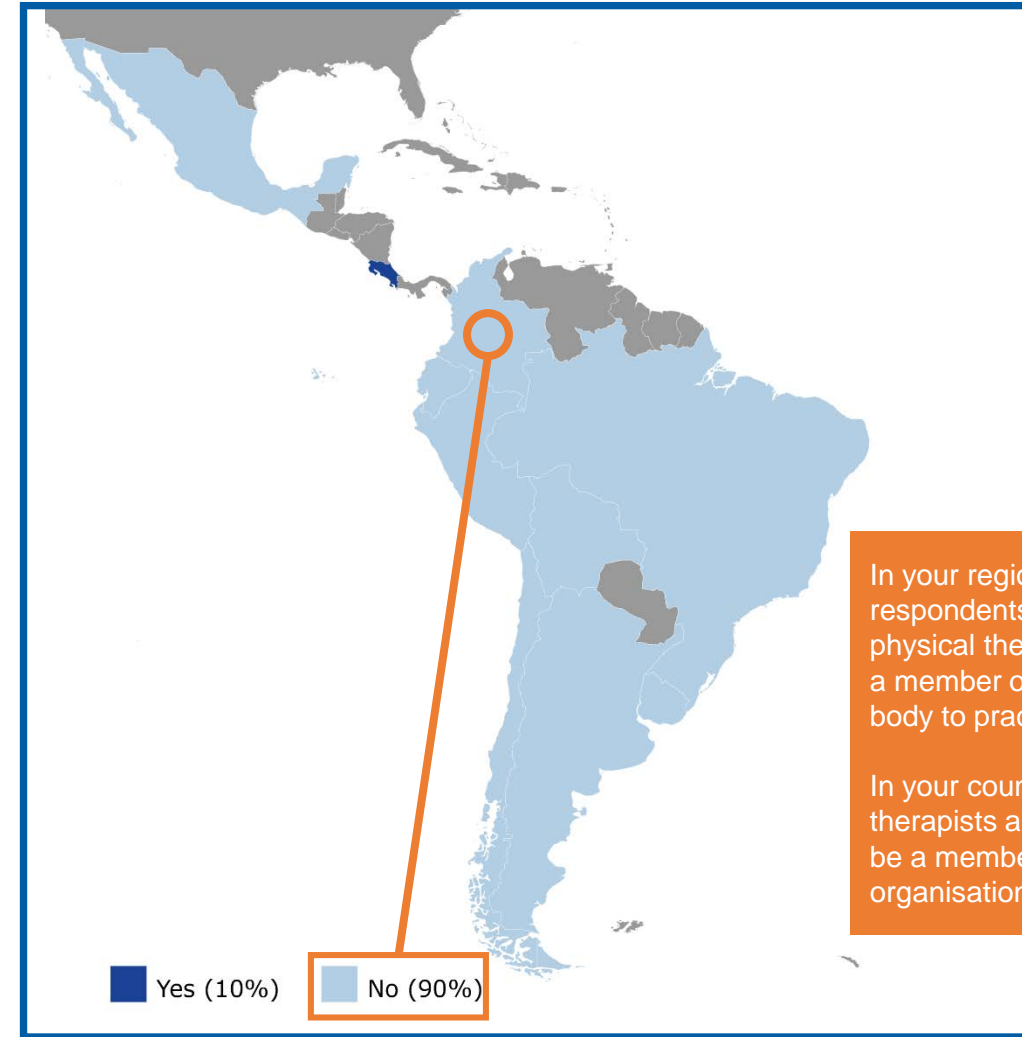 In your regio
respondents
physical the
a member o
body to prac
In your cour
therapists a
be a membe
organisation
Yes (10%)
No (90%)